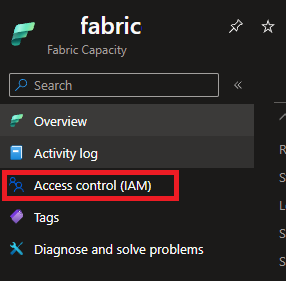 fabric
Fabric Capacity
Search
Overview
Activity log
Access control (IAM)
Tags
Diagnose and solve problems